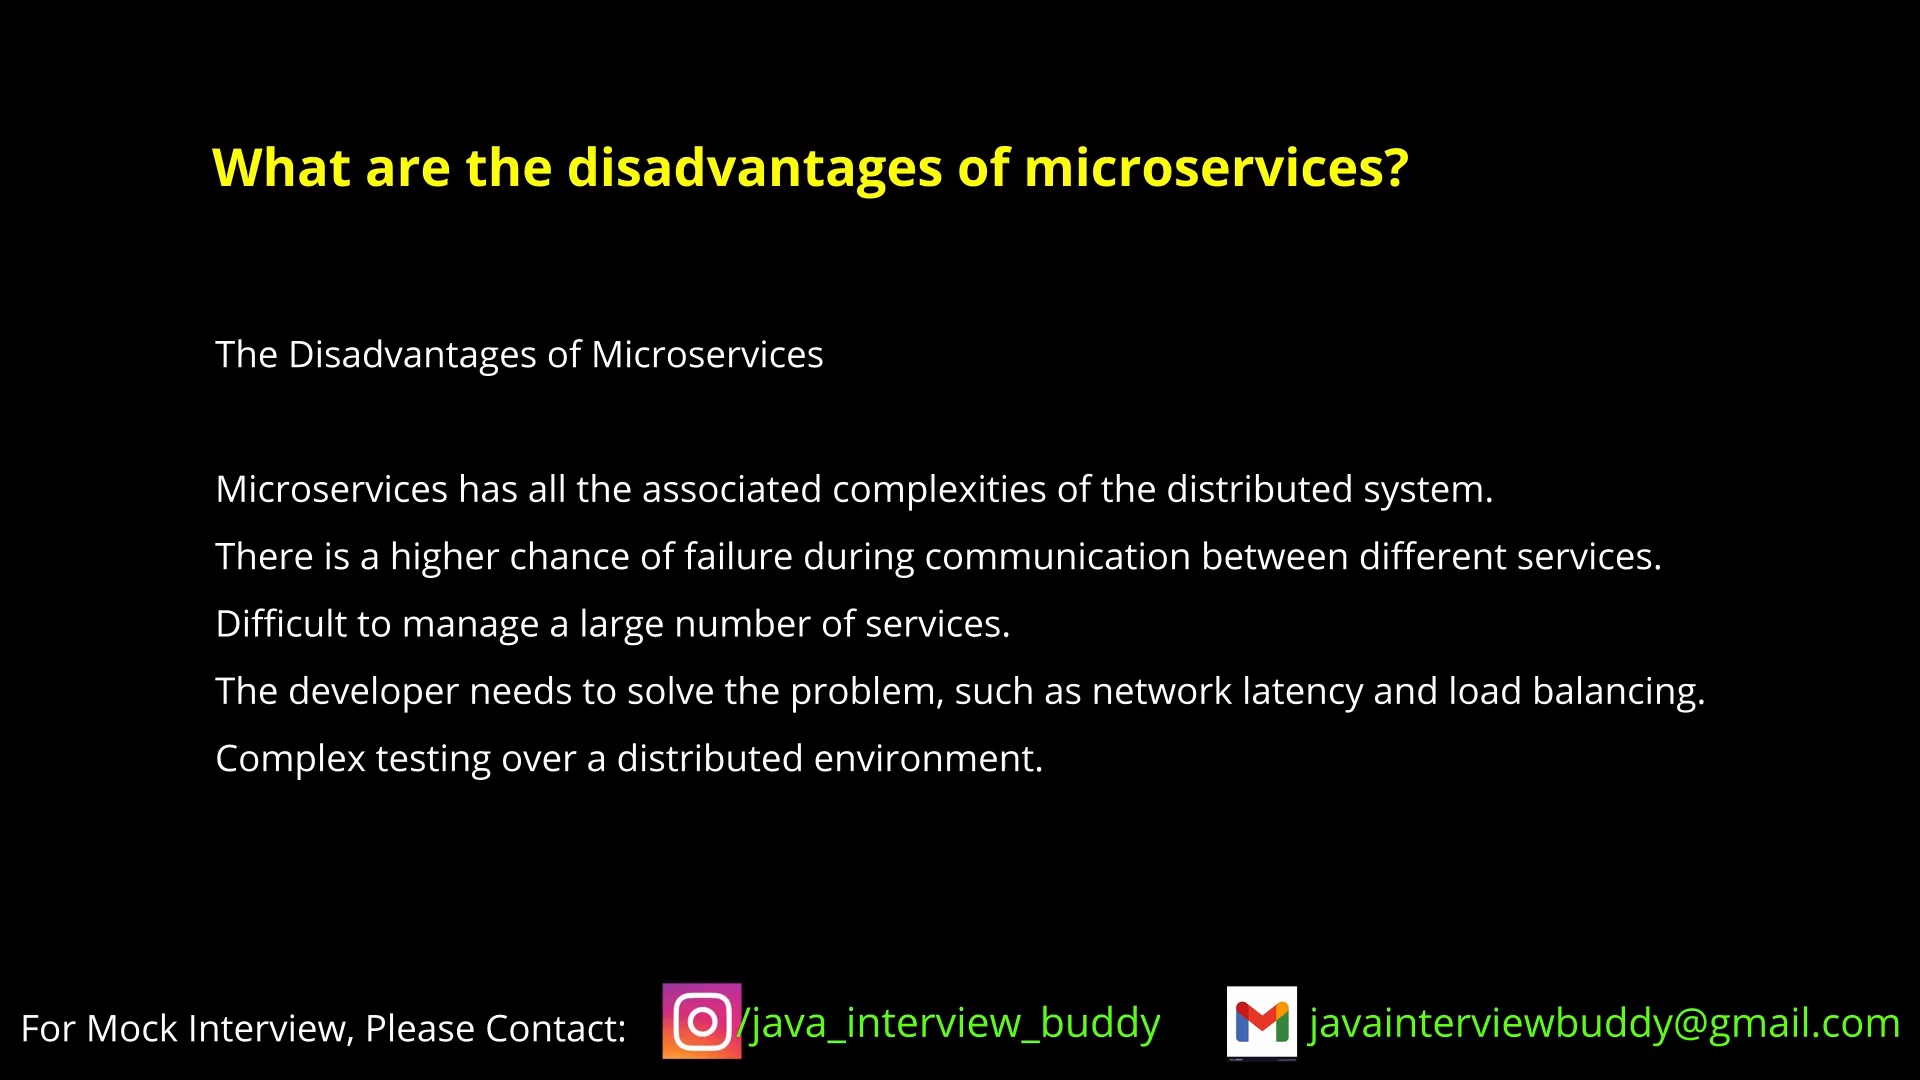 What are the disadvantages of microservices?
The Disadvantages of Microservices
Microservices has all the associated complexities of the distributed system.
There is a higher chance of failure during communication between different services.
Difficult to manage a large number of services.
The developer needs to solve the problem, such as network latency and load balancing.
Complex testing over a distributed environment.
For Mock Interview, Please Contact: /java_interview_buddy javainterviewbuddy@gmail.com